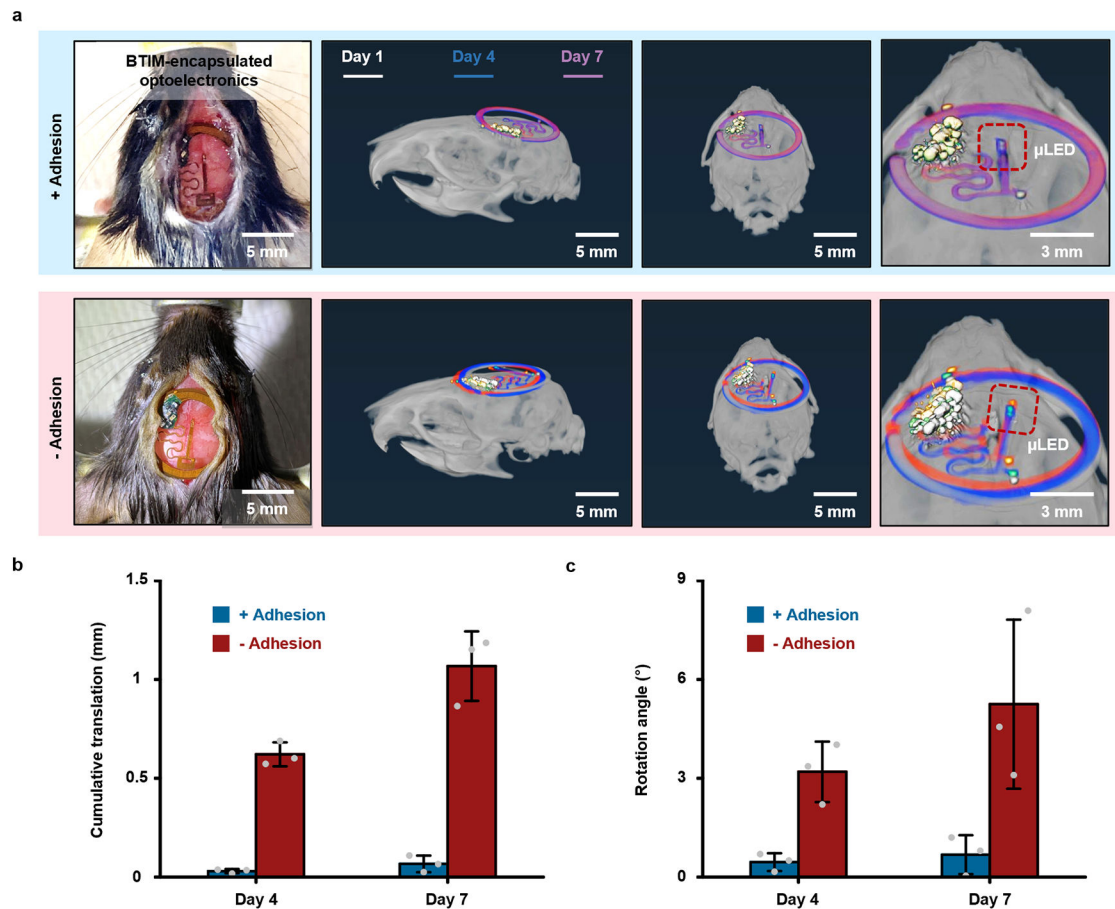 a
+ Adhesion
BTIM-encapsulated
optoelectronics
5 mm
Day 1
Day 4
Day 7
5 mm
5 mm
μLED
3 mm
- Adhesion
5 mm
5 mm
5 mm
μLED
3 mm
b
Cumulative translation (mm)
1.5
1
0.5
0
+ Adhesion
- Adhesion
Day 4
Day 7
c
Rotation angle (°)
9
6
3
0
+ Adhesion
- Adhesion
Day 4
Day 7